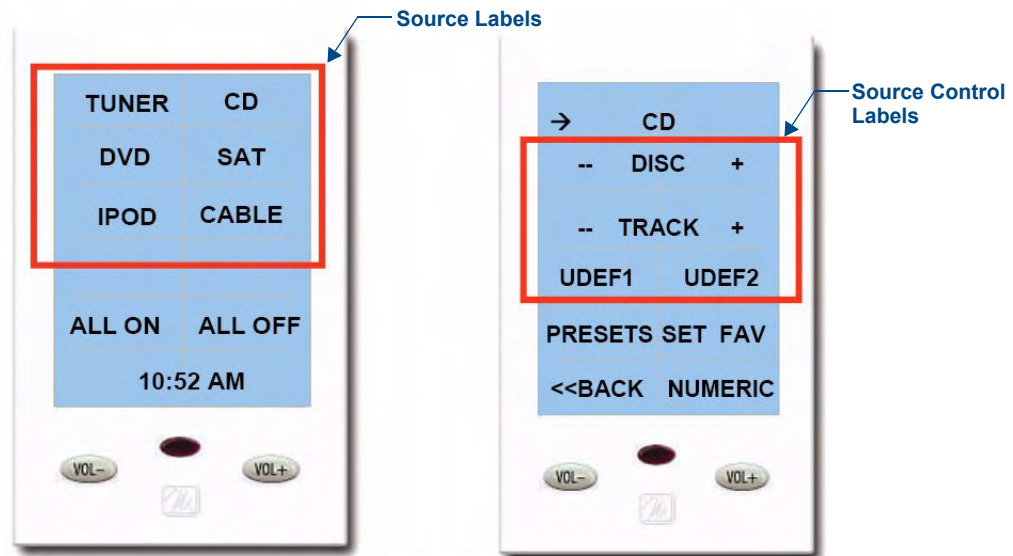 Source Labels
TUNER CD
DVD SAT
IPOD CABLE
ALL ON ALL OFF
10:52 AM
VOL- VOL+
Source Control
Labels
→ CD
-- DISC +
-- TRACK +
UDEF1 UDEF2
PRESETS SET FAV
<<BACK NUMERIC
VOL- VOL+